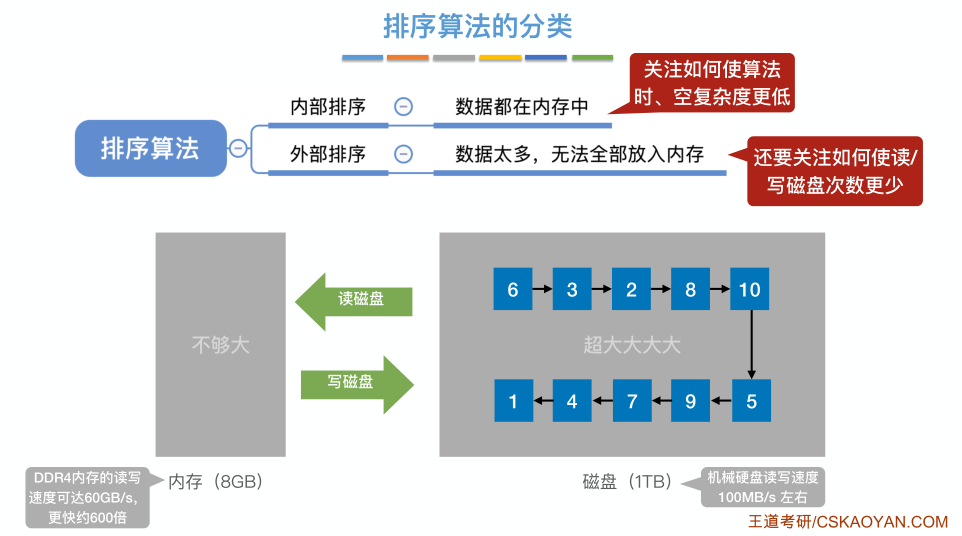 排序算法的分类
关注如何使算法
时、空复杂度更低
内部排序
数据都在内存中
排序算法
外部排序
数据太多，无法全部放入内存
还要关注如何使读/
写磁盘次数更少
读磁盘
写磁盘
不够大
6
3
2
8
10
超大大大大
1
4
7
9
5
DDR4内存的读写
速度可达60GB/s，
更快约600倍
内存（8GB）
磁盘（1TB）
机械硬盘读写速度
100MB/s 左右
王道考研/CSKAOYAN.COM